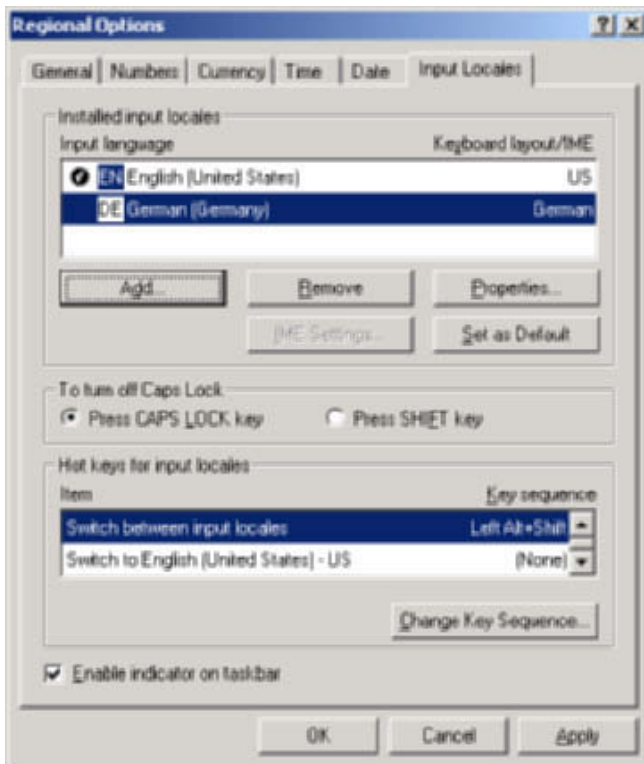 Regional Options
General Numbers Currency Time Date Input Locales
Installed input locales
Input language Keyboard layout/IME
EN English (United States) US
DE German (Germany) German
Add... Remove Properties...
IME Settings... Set as Default
To turn off Caps Lock
Press CAPS LOCK key Press SHIFT key
Hot keys for input locales
Item Key sequence
Switch between input locales Left Alt+Shift
Switch to English (United States) - US (None)
Change Key Sequence...
Enable indicator on taskbar
OK Cancel Apply